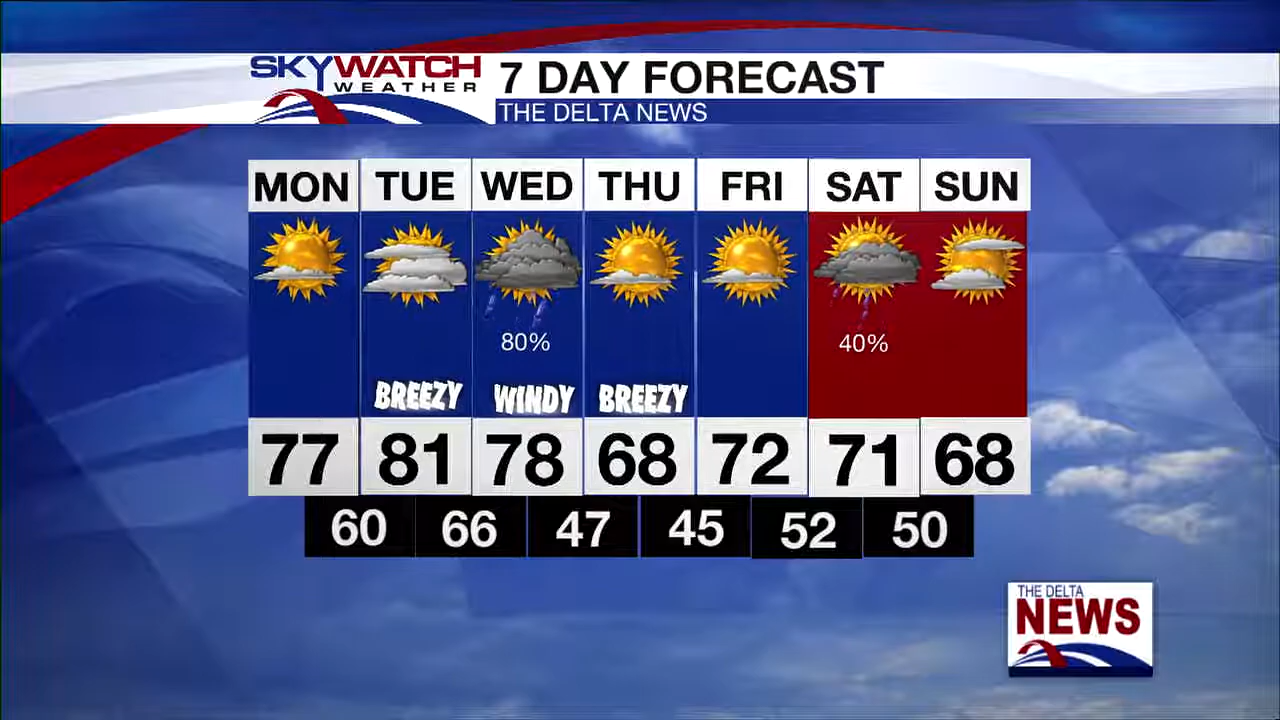 SKYWATCH
WEATHER
7 DAY FORECAST
THE DELTA NEWS
MON TUE WED THU FRI SAT SUN
80% 40%
BREEZY WINDY BREEZY
77 81 78 68 72 71 68
60 66 47 45 52 50
THE DELTA
NEWS